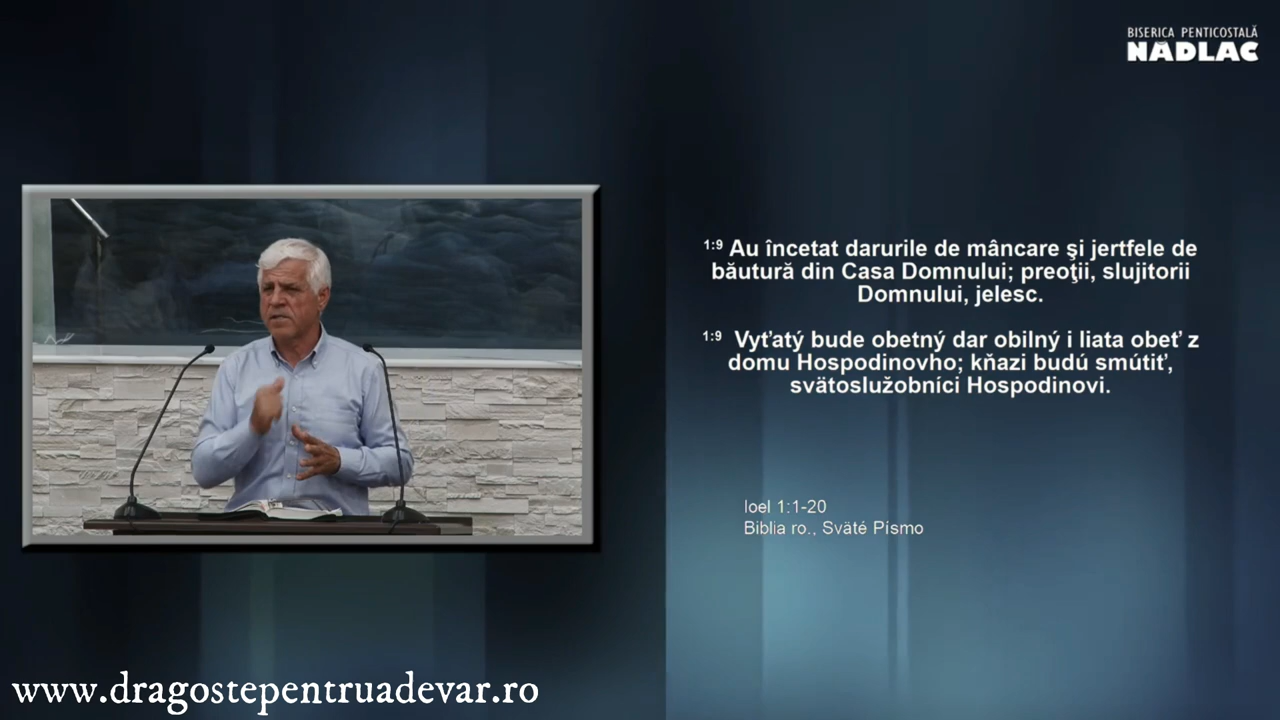 BISERICA PENTICOSTALĂ
NĂDLAC
1:9 Au încetat darurile de mâncare şi jertfele de
băutură din Casa Domnului; preoţii, slujitorii
Domnului, jelesc.
1:9 Vyťatý bude obetný dar obilný i liata obeť z
domu Hospodinovho; kňazi budú smútiť,
svätoslužobníci Hospodinovi.
Ioel 1:1-20
Biblia ro., Sväté Písmo
www.dragostepentruadevar.ro